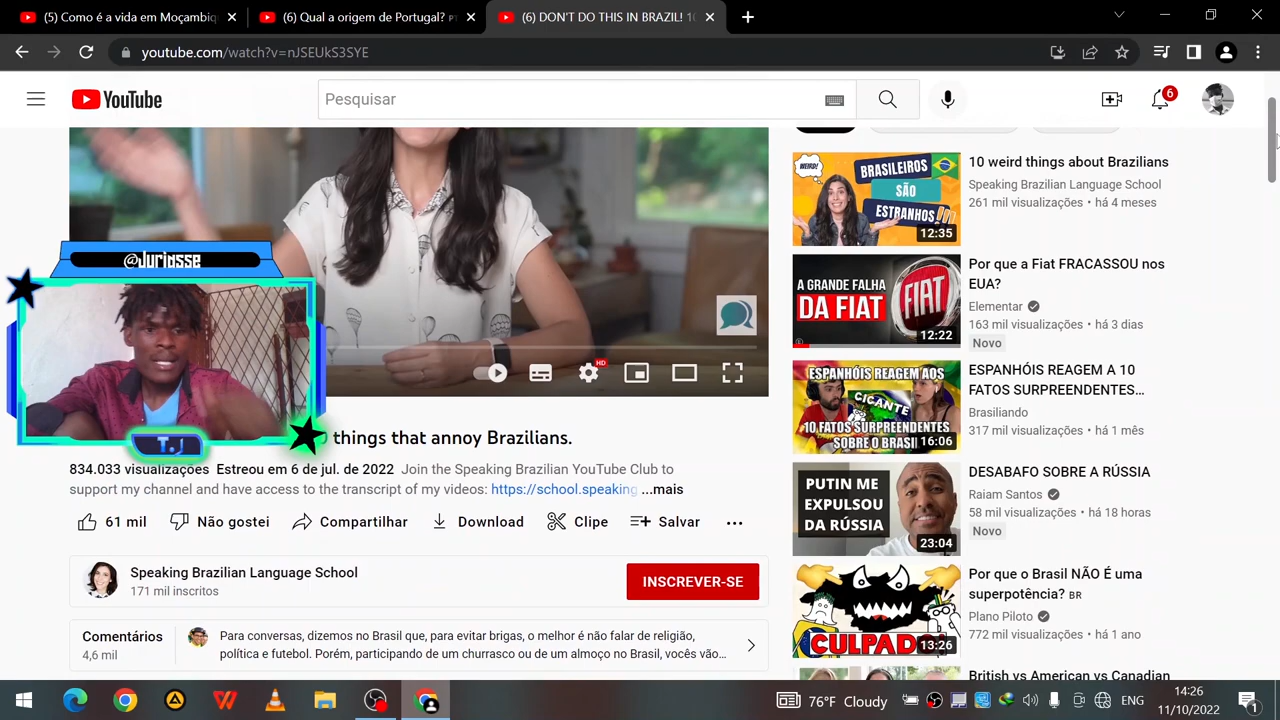 (5) Como é a vida em Moçambiq
(6) Qual a origem de Portugal? PT
(6) DON'T DO THIS IN BRAZIL! 10
youtube.com/watch?v=nJSEUkS3SYE
YouTube
Pesquisar
6
@Juriasse
T.J
HD
things that annoy Brazilians.
834.033 visualizações Estreou em 6 de jul. de 2022 Join the Speaking Brazilian YouTube Club to
support my channel and have access to the transcript of my videos: https://school.speaking ...mais
61 mil Não gostei Compartilhar Download Clipe Salvar
Speaking Brazilian Language School
171 mil inscritos
INSCREVER-SE
Comentários
4,6 mil
Para conversas, dizemos no Brasil que, para evitar brigas, o melhor é não falar de religião,
política e futebol. Porém, participando de um churrasco ou de um almoço no Brasil, vocês vão...
WEIRD!
BRASILEIROS
SÃO
ESTRANHOS!!!
12:35
10 weird things about Brazilians
Speaking Brazilian Language School
261 mil visualizações • há 4 meses
A GRANDE FALHA
DA FIAT
FIAT
12:22
Por que a Fiat FRACASSOU nos
EUA?
Elementar
163 mil visualizações • há 3 dias
Novo
ESPANHÓIS REAGEM AOS
GIGANTE
10 FATOS SURPREENDENTES
SOBRE O BRASIL
16:06
ESPANHÓIS REAGEM A 10
FATOS SURPREENDENTES...
Brasiliando
317 mil visualizações • há 1 mês
PUTIN ME
EXPULSOU
DA RÚSSIA
23:04
DESABAFO SOBRE A RÚSSIA
Raiam Santos
58 mil visualizações • há 18 horas
Novo
CULPADO!
13:26
Por que o Brasil NÃO É uma
superpotência? BR
Plano Piloto
772 mil visualizações • há 1 ano
British vs American vs Canadian
76°F Cloudy
ENG
14:26
11/10/2022
1